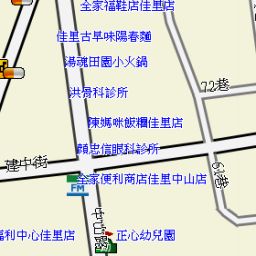 全家福鞋店佳里店
佳里古早味陽春麵
湯魂田園小火鍋
72巷
洪骨科診所
陳媽咪飯糰佳里店
顏忠信眼科診所
建中街
61巷
全家便利商店佳里中山店
FM
中山路
福利中心佳里店
正心幼兒園